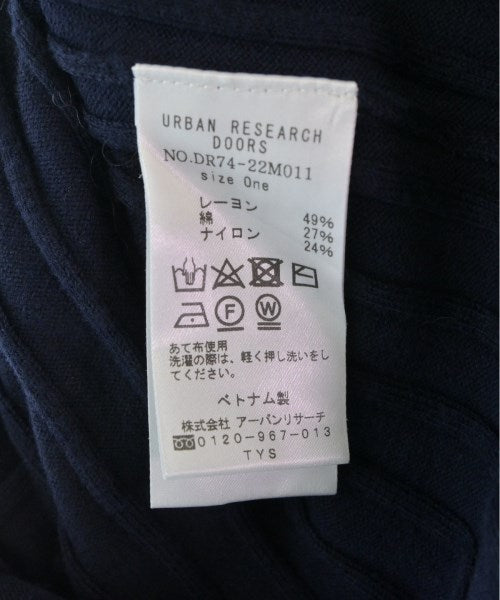 URBAN RESEARCH
DOORS
NO.DR74-22M011
size One
レーヨン 49%
綿 27%
ナイロン 24%
F W
あて布使用
洗濯の際は、軽く押し洗いをし
てください。
ベトナム製
株式会社 アーバンリサーチ
0120-967-013
TYS